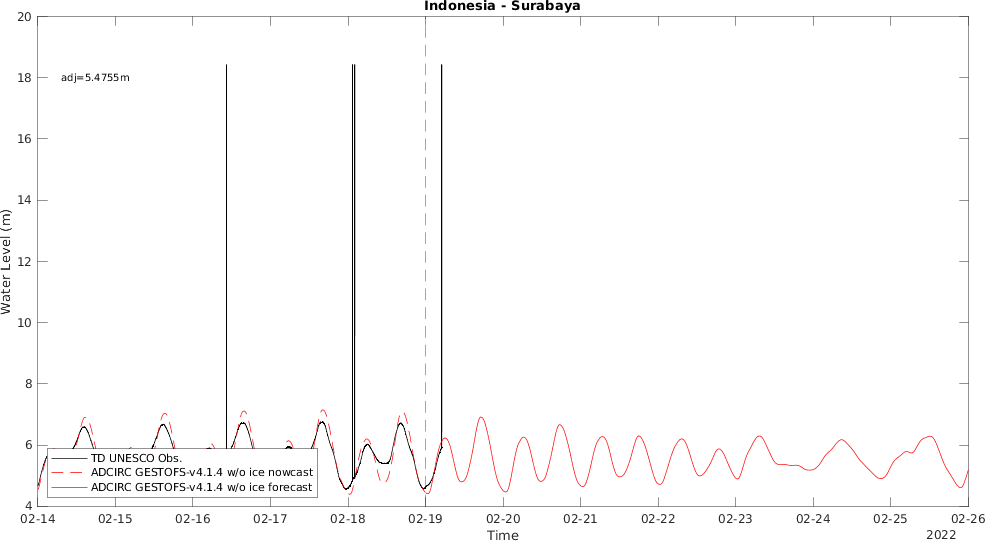 Indonesia - Surabaya
20
18
16
14
12
10
8
6
4
Water Level (m)
adj=5.4755m
TD UNESCO Obs.
ADCIRC GESTOFS-v4.1.4 w/o ice nowcast
ADCIRC GESTOFS-v4.1.4 w/o ice forecast
02-14 02-15 02-16 02-17 02-18 02-19 02-20 02-21 02-22 02-23 02-24 02-25 02-26
Time
2022